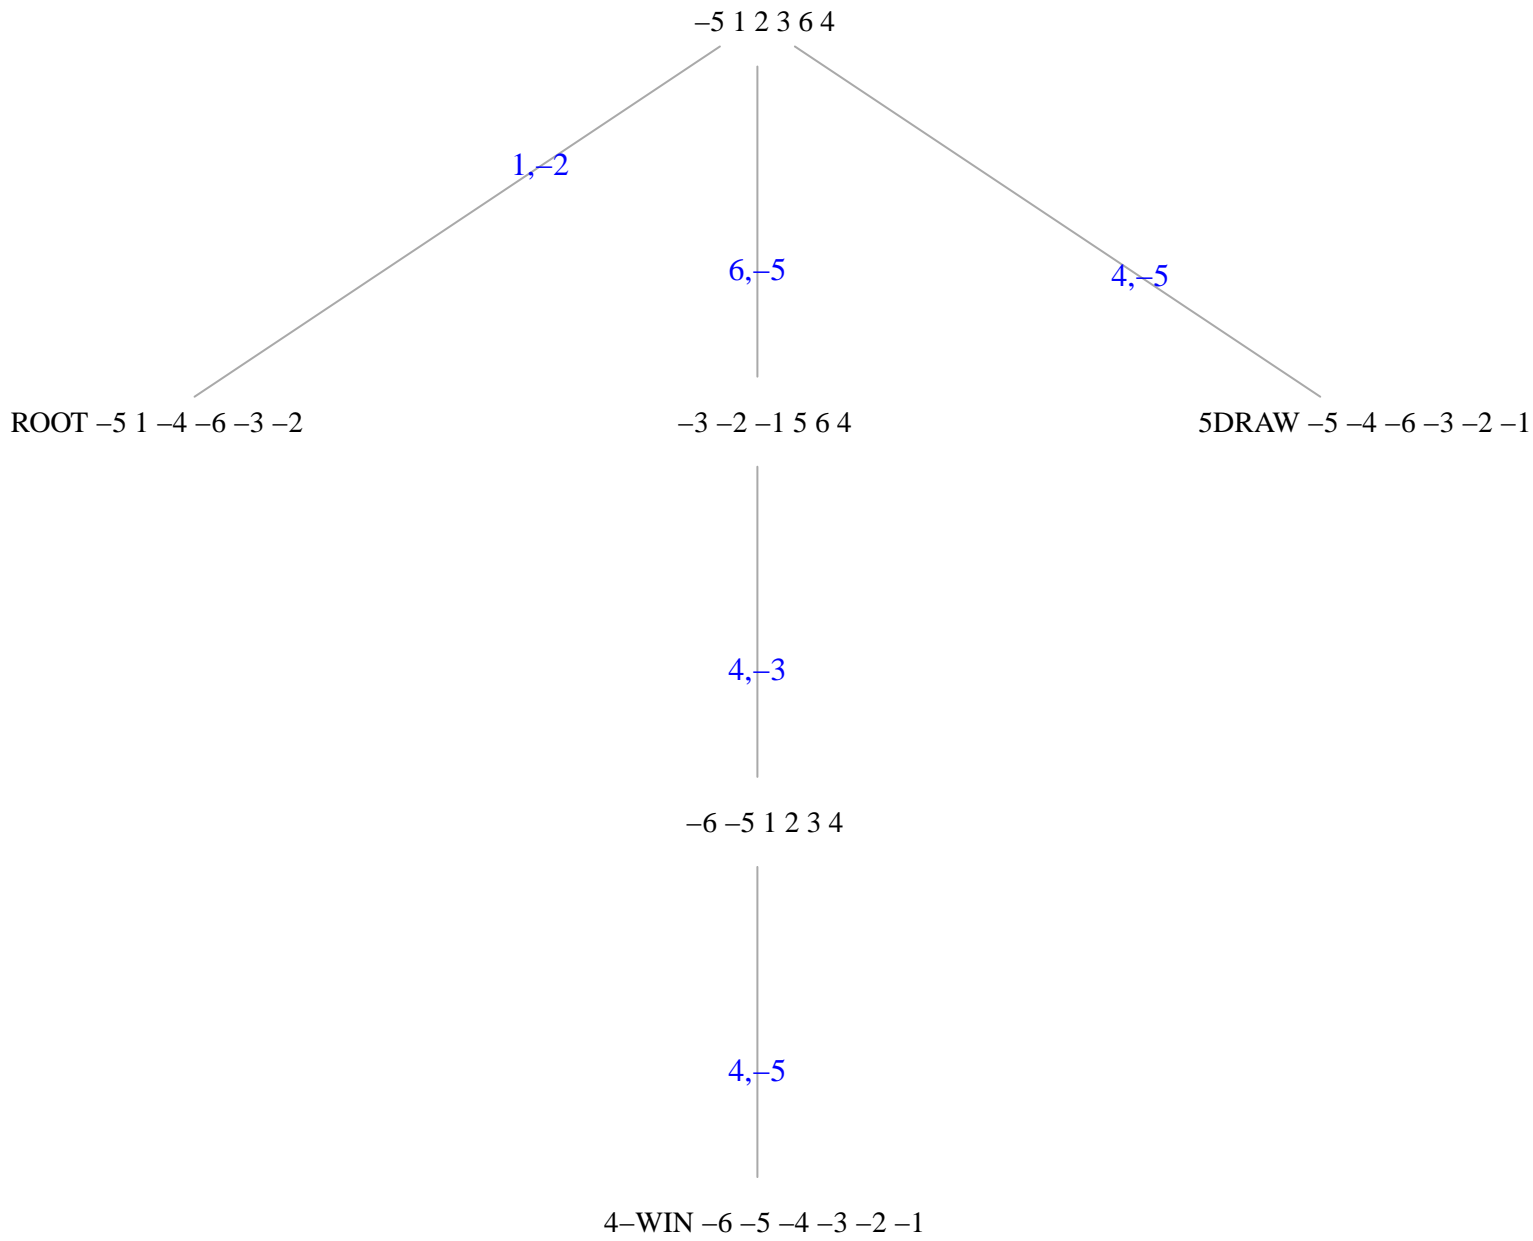 –5 1 2 3 6 4
1,–2
6,–5
4,–5
ROOT –5 1 –4 –6 –3 –2
–3 –2 –1 5 6 4
5DRAW –5 –4 –6 –3 –2 –1
4,–3
–6 –5 1 2 3 4
4,–5
4–WIN –6 –5 –4 –3 –2 –1